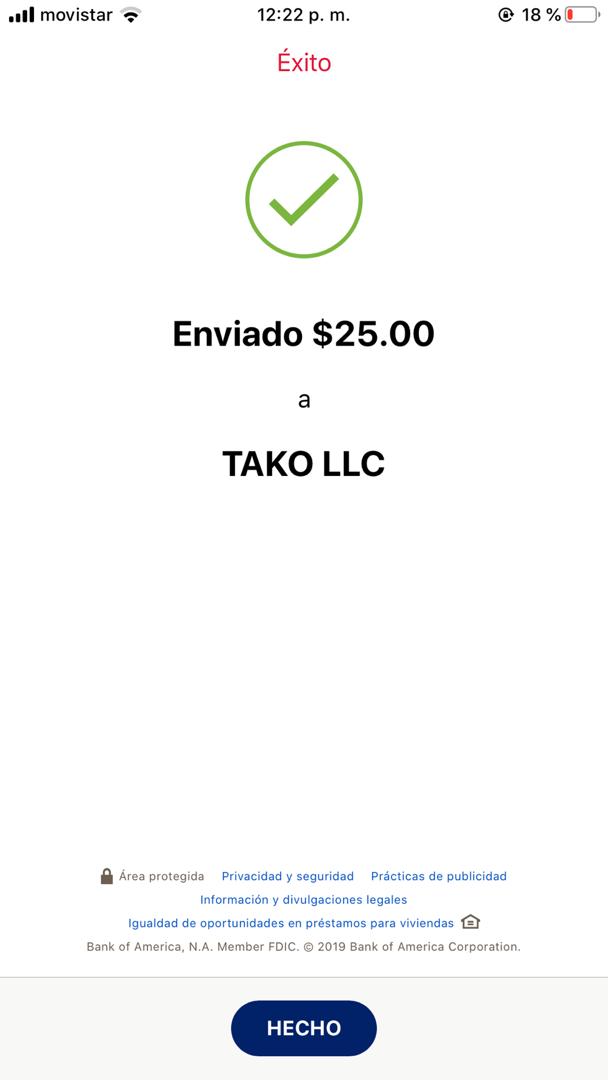 movistar 12:22 p. m. 18 %
Éxito
Enviado $25.00
a
TAKO LLC
Área protegida Privacidad y seguridad Prácticas de publicidad
Información y divulgaciones legales
Igualdad de oportunidades en préstamos para viviendas
Bank of America, N.A. Member FDIC. © 2019 Bank of America Corporation.
HECHO